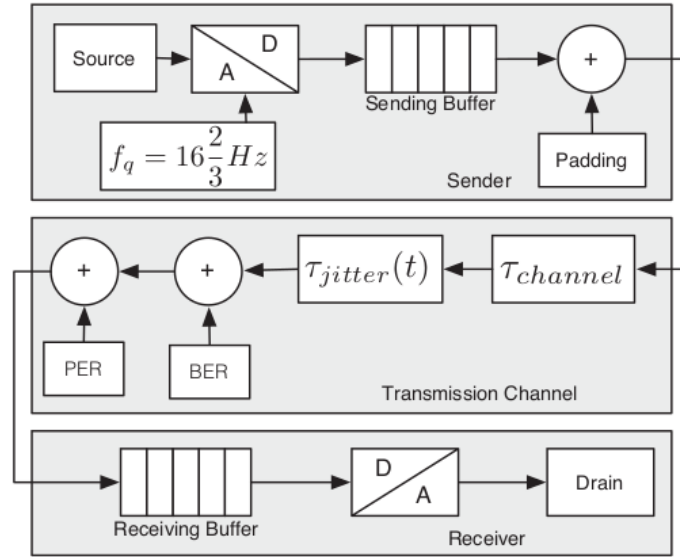 Source
D
A
Sending Buffer
+
f_q = 16 2/3 Hz
Padding
Sender
+
+
τ_jitter(t)
τ_channel
PER
BER
Transmission Channel
D
A
Drain
Receiving Buffer
Receiver